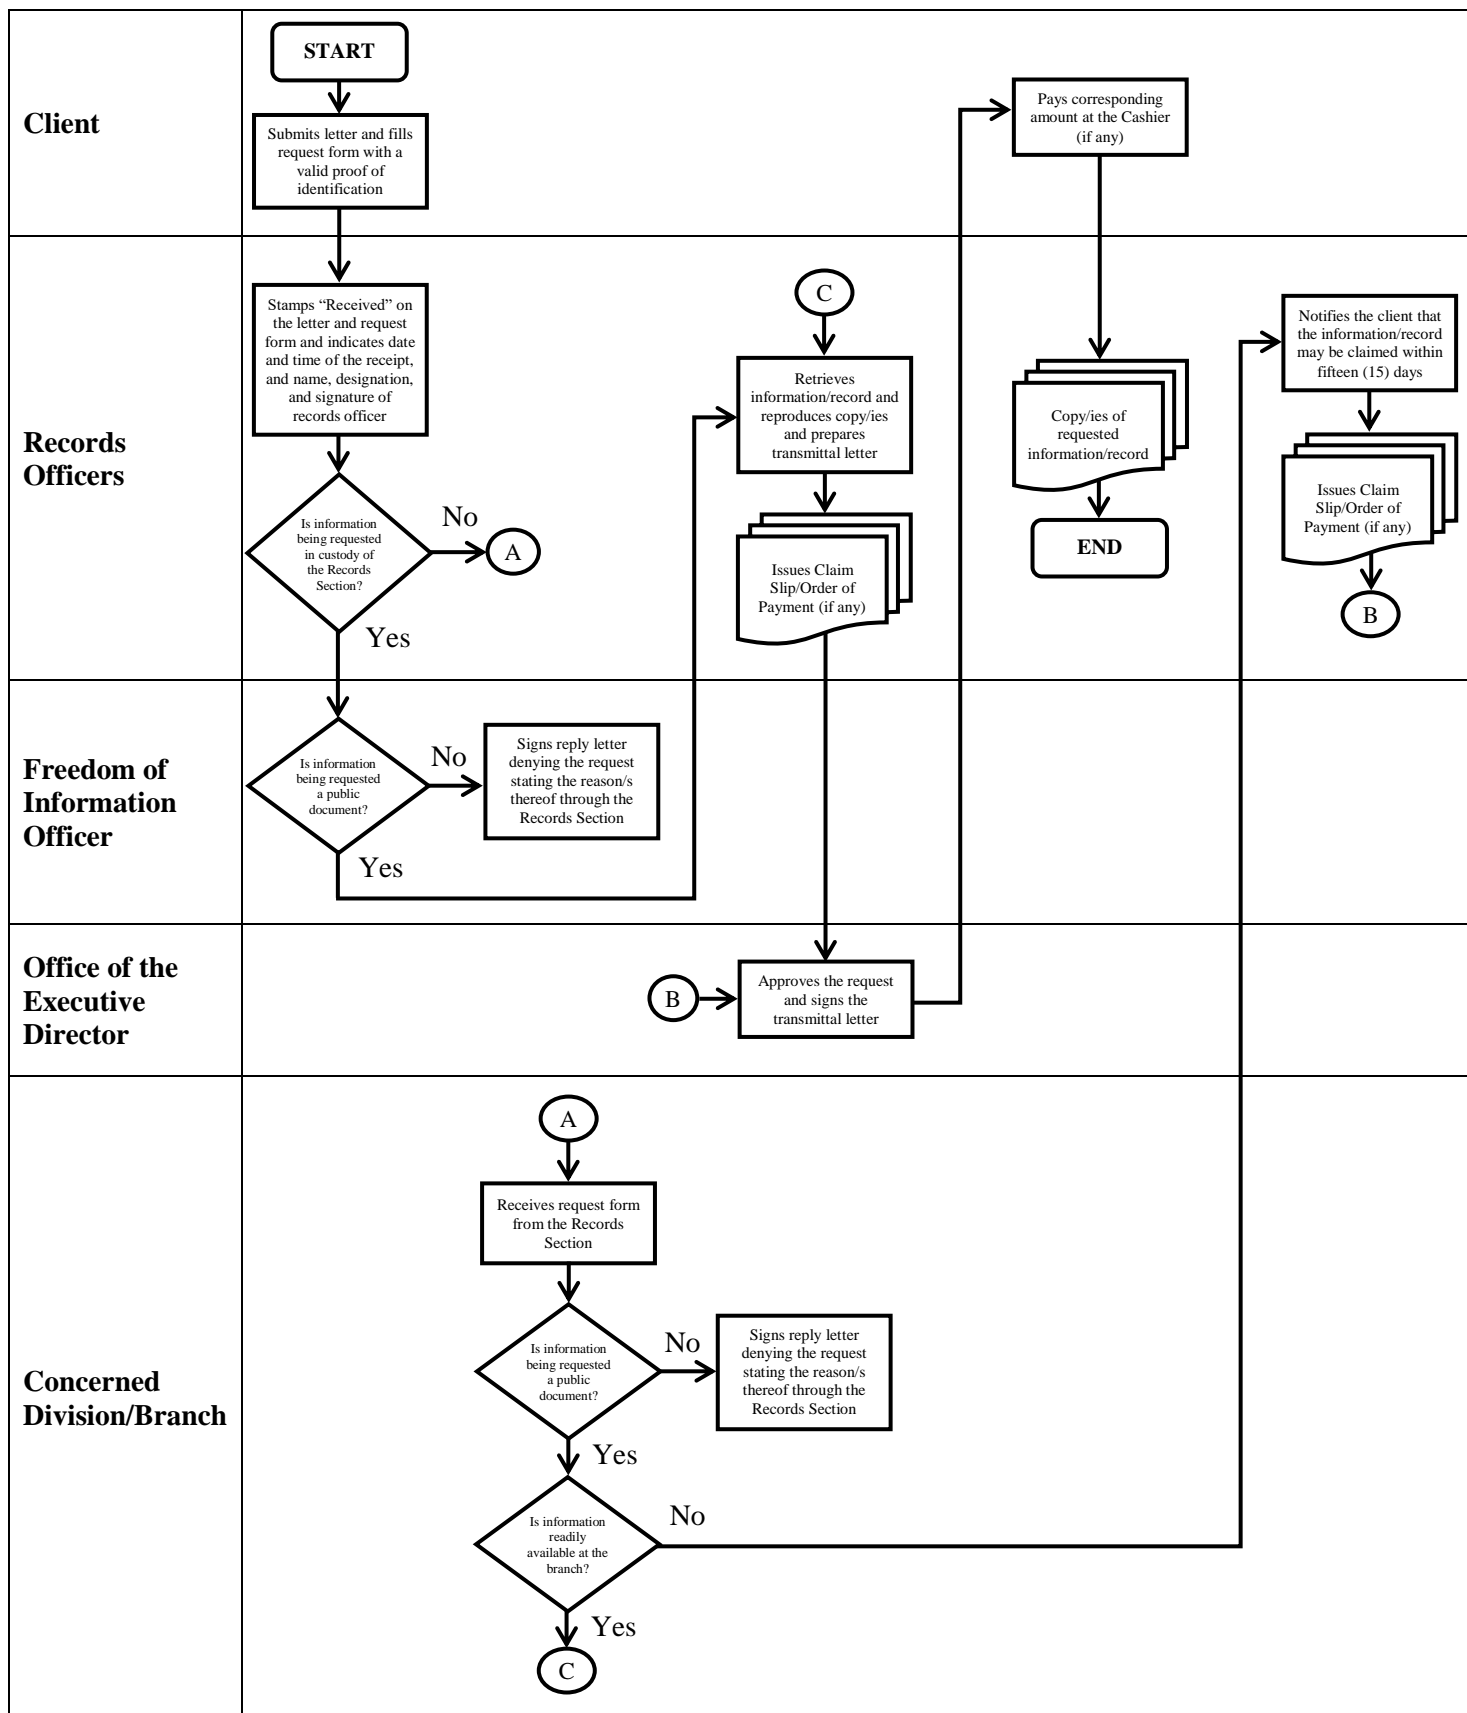 Client
START
Submits letter and fills
request form with a
valid proof of
identification
Pays corresponding
amount at the Cashier
(if any)
Records
Officers
Stamps “Received” on
the letter and request
form and indicates date
and time of the receipt,
and name, designation,
and signature of
records officer
Is information
being requested
in custody of
the Records
Section?
No
A
Yes
C
Retrieves
information/record and
reproduces copy/ies
and prepares
transmittal letter
Issues Claim
Slip/Order of
Payment (if any)
Copy/ies of
requested
information/record
END
Notifies the client that
the information/record
may be claimed within
fifteen (15) days
Issues Claim
Slip/Order of
Payment (if any)
B
Freedom of
Information
Officer
Is information
being requested
a public
document?
No
Signs reply letter
denying the request
stating the reason/s
thereof through the
Records Section
Yes
Office of the
Executive
Director
B
Approves the request
and signs the
transmittal letter
Concerned
Division/Branch
A
Receives request form
from the Records
Section
Is information
being requested
a public
document?
No
Signs reply letter
denying the request
stating the reason/s
thereof through the
Records Section
Yes
Is information
readily
available at the
branch?
No
Yes
C